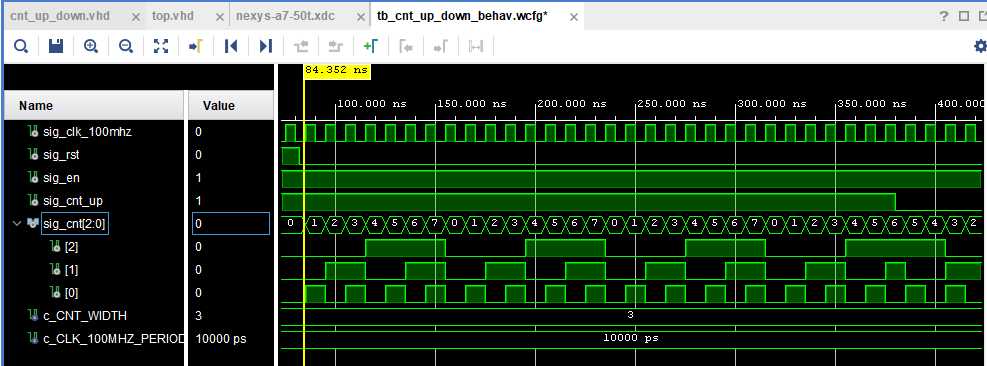 cnt_up_down.vhd top.vhd nexys-a7-50t.xdc tb_cnt_up_down_behav.wcfg*
84.352 ns
100.000 ns 150.000 ns 200.000 ns 250.000 ns 300.000 ns 350.000 ns 400.000
Name Value
sig_clk_100mhz 0
sig_rst 0
sig_en 1
sig_cnt_up 1
sig_cnt[2:0] 0 0 1 2 3 4 5 6 7 0 1 2 3 4 5 6 7 0 1 2 3 4 5 6 7 0 1 2 3 4 5 6 5 4 3 2
[2] 0
[1] 0
[0] 0
c_CNT_WIDTH 3 3
c_CLK_100MHZ_PERIOD 10000 ps 10000 ps